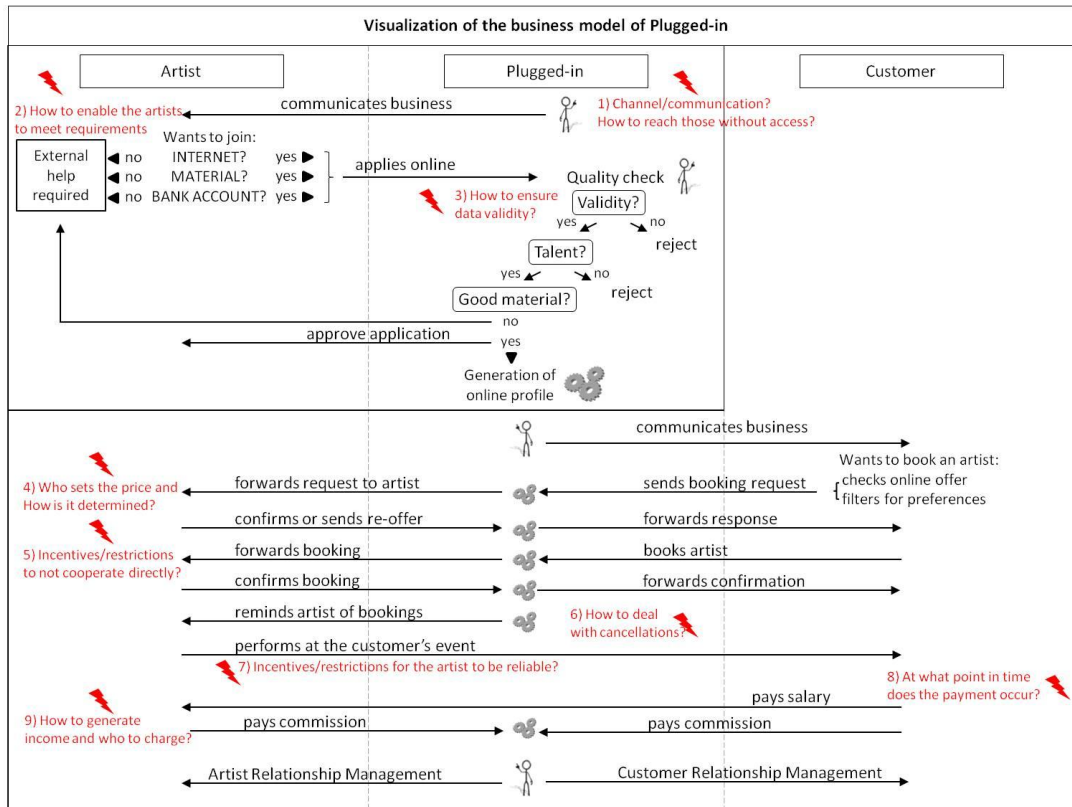 Visualization of the business model of Plugged-in
Artist
Plugged-in
Customer
communicates business
1) Channel/communication?
How to reach those without access?
2) How to enable the artists
to meet requirements
Wants to join:
External
help
required
no INTERNET? yes
no MATERIAL? yes
no BANK ACCOUNT? yes
applies online
Quality check
3) How to ensure
data validity?
Validity?
yes no
reject
Talent?
yes no
reject
Good material?
no
approve application
yes
Generation of
online profile
communicates business
Wants to book an artist:
checks online offer
filters for preferences
4) Who sets the price and
How is it determined?
forwards request to artist
sends booking request
confirms or sends re-offer
forwards response
5) Incentives/restrictions
to not cooperate directly?
forwards booking
books artist
confirms booking
forwards confirmation
reminds artist of bookings
6) How to deal
with cancellations?
performs at the customer's event
7) Incentives/restrictions for the artist to be reliable?
8) At what point in time
does the payment occur?
pays salary
9) How to generate
income and who to charge?
pays commission
pays commission
Artist Relationship Management
Customer Relationship Management